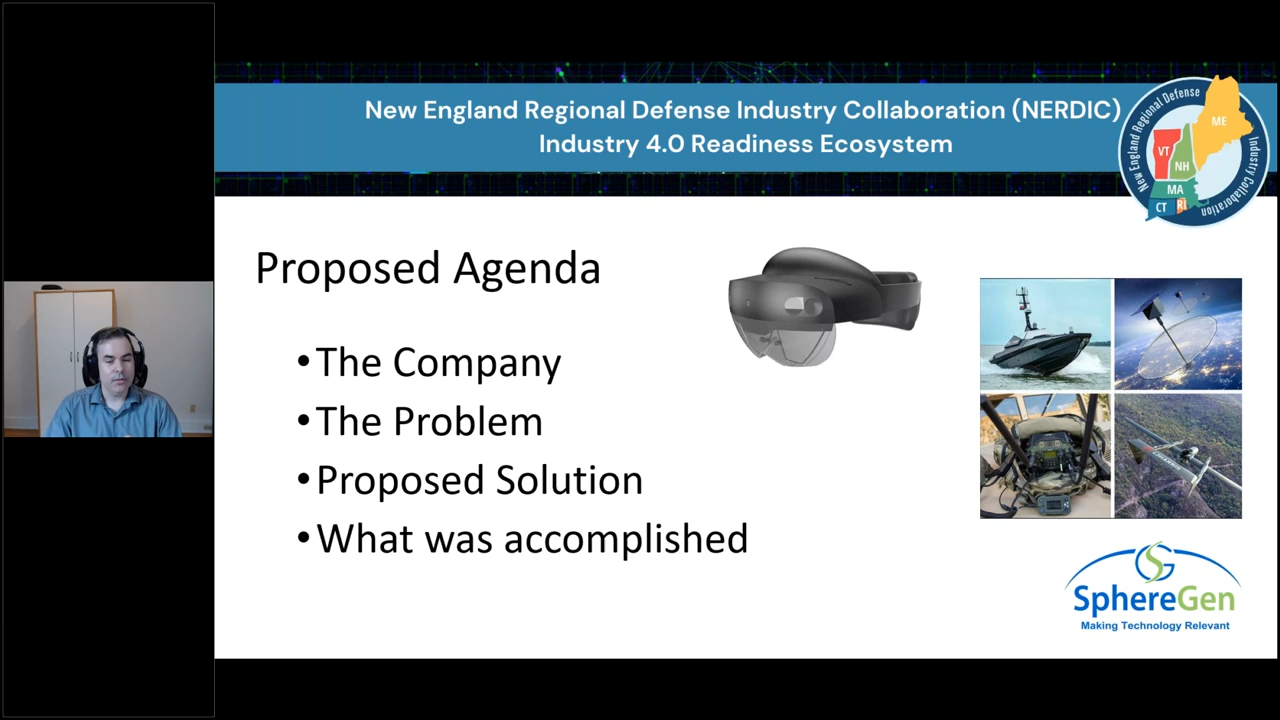 New England Regional Defense Industry Collaboration (NERDIC)
Industry 4.0 Readiness Ecosystem
New England Regional Defense
Industry Collaboration
ME
VT
NH
MA
CT
RI
Proposed Agenda
•The Company
•The Problem
•Proposed Solution
•What was accomplished
SG
SphereGen
Making Technology Relevant